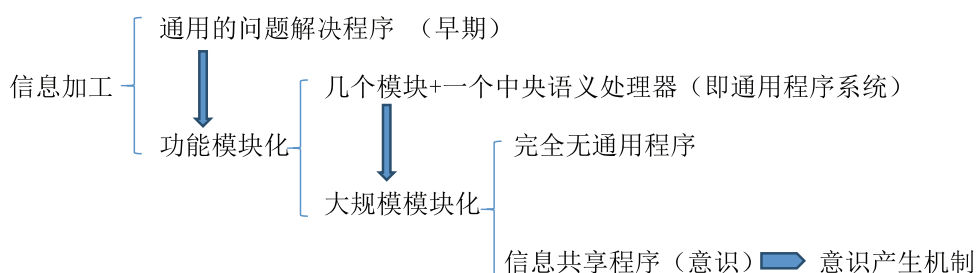 通用的问题解决程序 （早期）
信息加工
几个模块+一个中央语义处理器（即通用程序系统）
功能模块化
完全无通用程序
大规模模块化
信息共享程序（意识） 意识产生机制